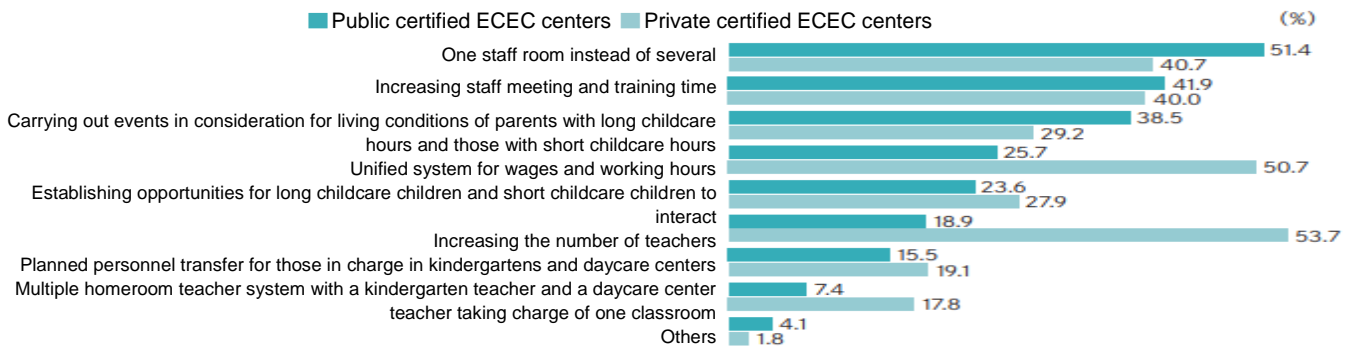 Public certified ECEC centers Private certified ECEC centers (%)
One staff room instead of several 51.4
40.7
Increasing staff meeting and training time 41.9
40.0
Carrying out events in consideration for living conditions of parents with long childcare 38.5
hours and those with short childcare hours 29.2
25.7
Unified system for wages and working hours 50.7
Establishing opportunities for long childcare children and short childcare children to 23.6
27.9
interact 18.9
Increasing the number of teachers 53.7
Planned personnel transfer for those in charge in kindergartens and daycare centers 15.5
19.1
Multiple homeroom teacher system with a kindergarten teacher and a daycare center 7.4
teacher taking charge of one classroom 17.8
4.1
Others 1.8